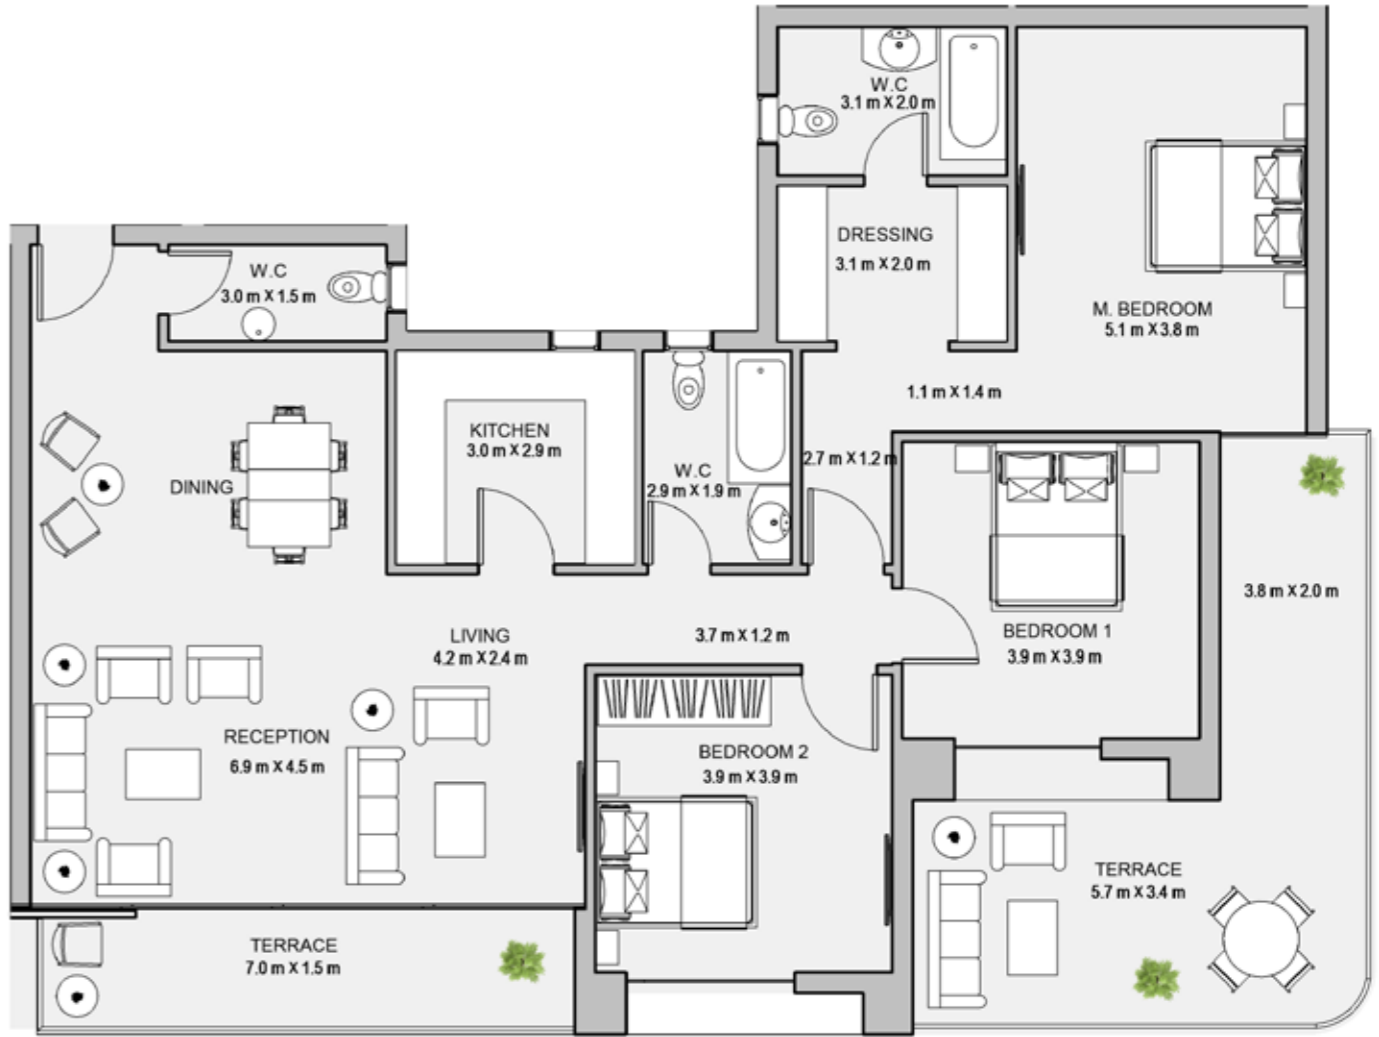 W.C
3.1 m X 2.0 m
DRESSING
3.1 m X 2.0 m
M. BEDROOM
5.1 m X 3.8 m
W.C
3.0 m X 1.5 m
1.1 m X 1.4 m
KITCHEN
3.0 m X 2.9 m
W.C
2.9 m X 1.9 m
2.7 m X 1.2 m
DINING
3.8 m X 2.0 m
LIVING
4.2 m X 2.4 m
3.7 m X 1.2 m
BEDROOM 1
3.9 m X 3.9 m
RECEPTION
6.9 m X 4.5 m
BEDROOM 2
3.9 m X 3.9 m
TERRACE
5.7 m X 3.4 m
TERRACE
7.0 m X 1.5 m